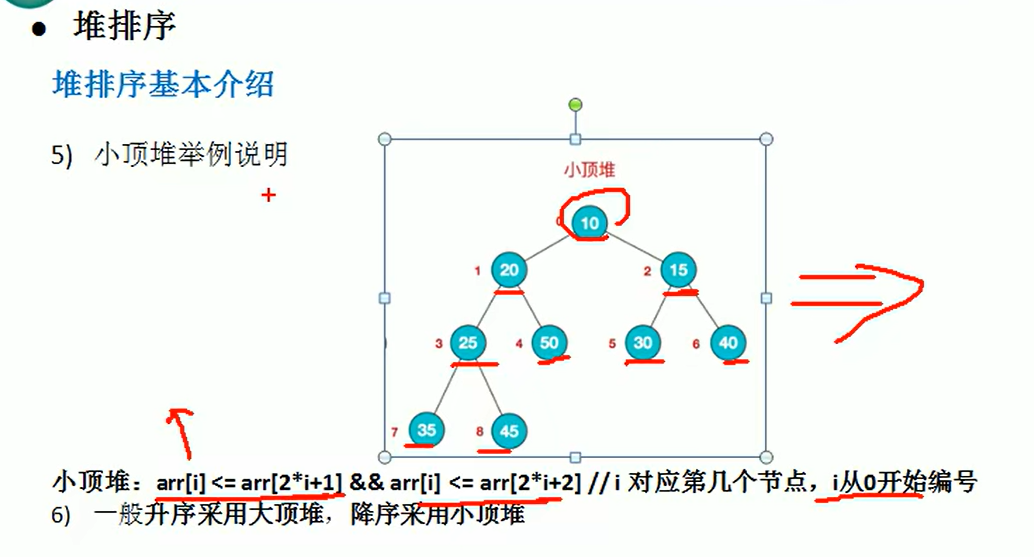 ● 堆排序
堆排序基本介绍
5) 小顶堆举例说明
小顶堆
0 10
1 20 2 15
3 25 4 50 5 30 6 40
7 35 8 45
小顶堆：arr[i] <= arr[2*i+1] && arr[i] <= arr[2*i+2] // i 对应第几个节点，i从0开始编号
6) 一般升序采用大顶堆，降序采用小顶堆